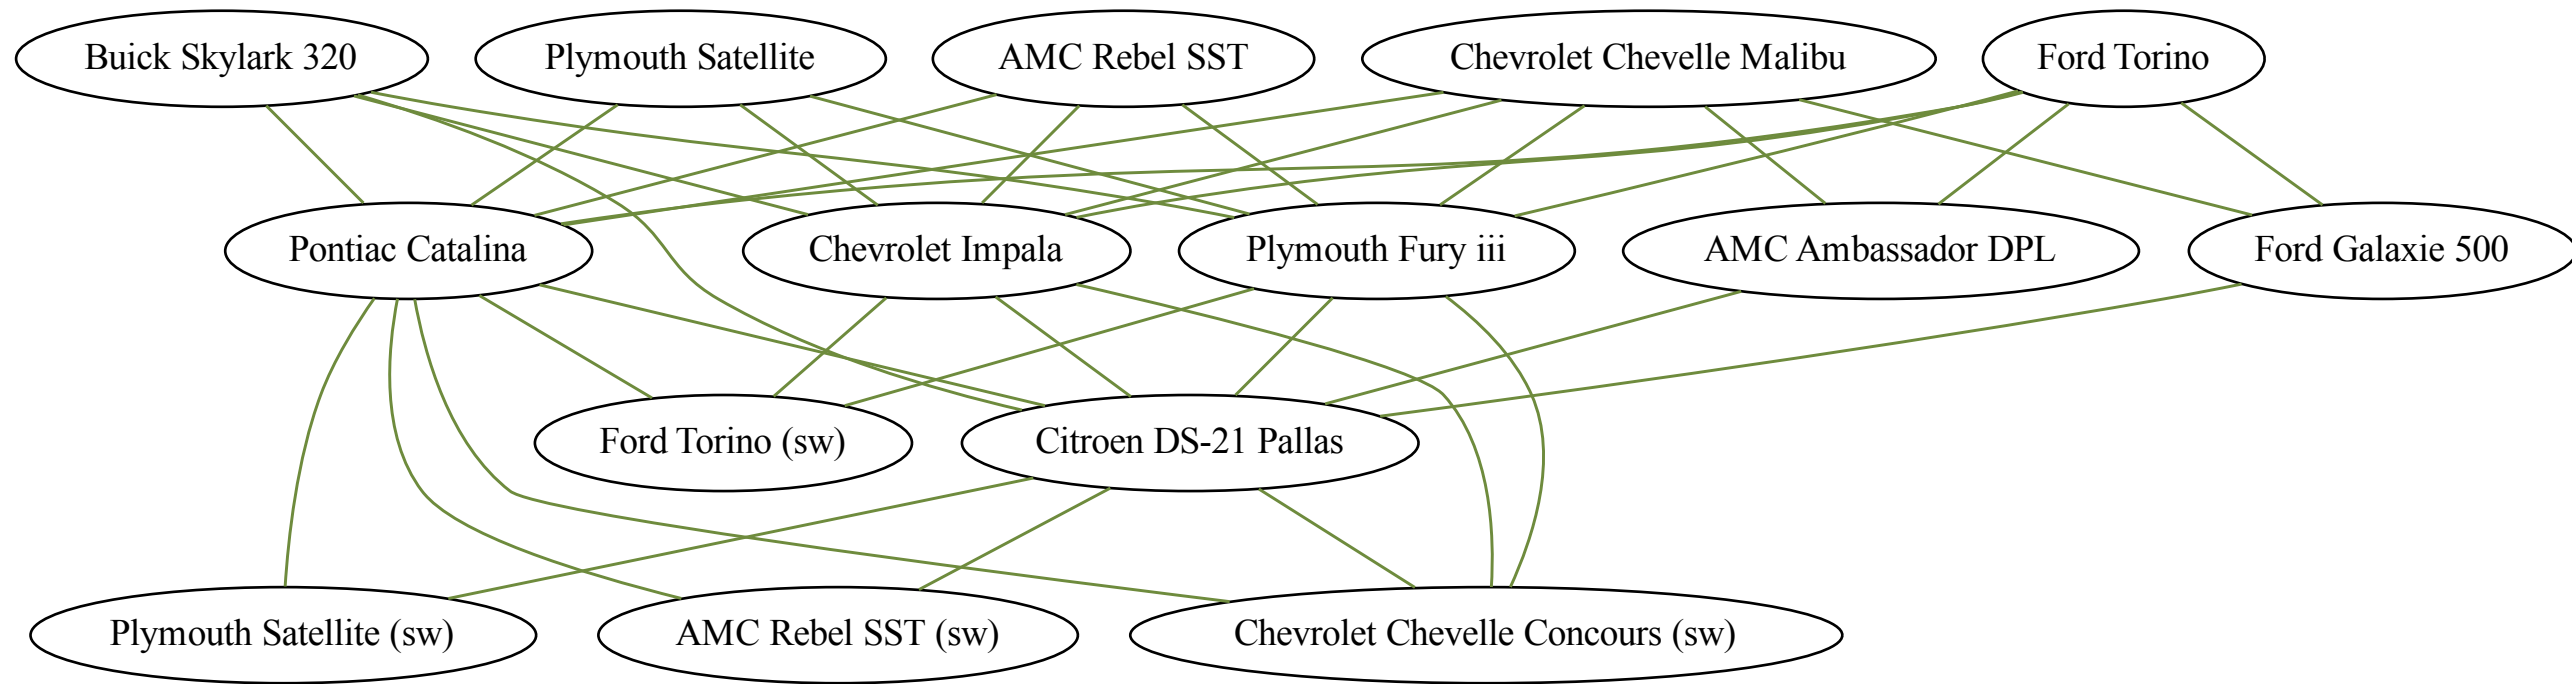 Buick Skylark 320
Plymouth Satellite
AMC Rebel SST
Chevrolet Chevelle Malibu
Ford Torino
Pontiac Catalina
Chevrolet Impala
Plymouth Fury iii
AMC Ambassador DPL
Ford Galaxie 500
Ford Torino (sw)
Citroen DS-21 Pallas
Plymouth Satellite (sw)
AMC Rebel SST (sw)
Chevrolet Chevelle Concours (sw)